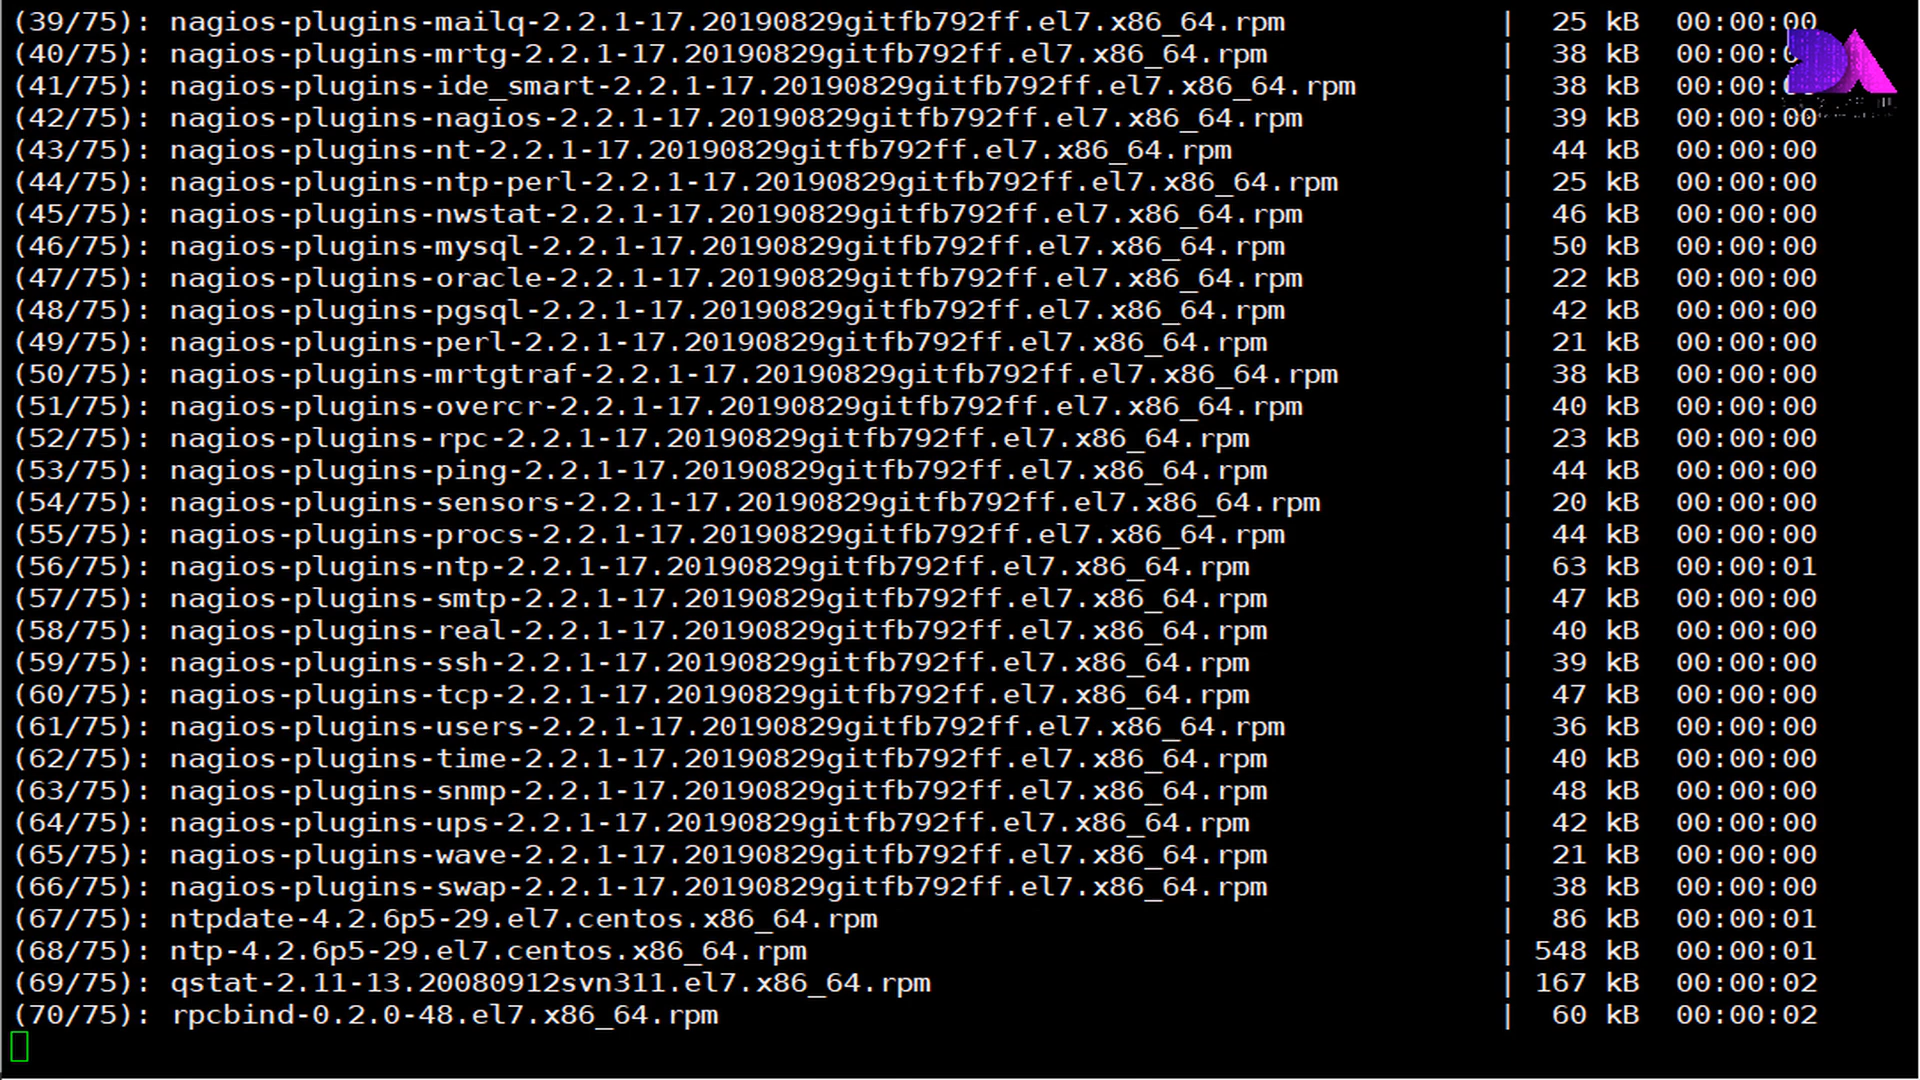 (39/75): nagios-plugins-mailq-2.2.1-17.20190829gitfb792ff.el7.x86_64.rpm | 25 kB 00:00:00
(40/75): nagios-plugins-mrtg-2.2.1-17.20190829gitfb792ff.el7.x86_64.rpm | 38 kB 00:00:0
(41/75): nagios-plugins-ide_smart-2.2.1-17.20190829gitfb792ff.el7.x86_64.rpm | 38 kB 00:00:
(42/75): nagios-plugins-nagios-2.2.1-17.20190829gitfb792ff.el7.x86_64.rpm | 39 kB 00:00:00
(43/75): nagios-plugins-nt-2.2.1-17.20190829gitfb792ff.el7.x86_64.rpm | 44 kB 00:00:00
(44/75): nagios-plugins-ntp-perl-2.2.1-17.20190829gitfb792ff.el7.x86_64.rpm | 25 kB 00:00:00
(45/75): nagios-plugins-nwstat-2.2.1-17.20190829gitfb792ff.el7.x86_64.rpm | 46 kB 00:00:00
(46/75): nagios-plugins-mysql-2.2.1-17.20190829gitfb792ff.el7.x86_64.rpm | 50 kB 00:00:00
(47/75): nagios-plugins-oracle-2.2.1-17.20190829gitfb792ff.el7.x86_64.rpm | 22 kB 00:00:00
(48/75): nagios-plugins-pgsql-2.2.1-17.20190829gitfb792ff.el7.x86_64.rpm | 42 kB 00:00:00
(49/75): nagios-plugins-perl-2.2.1-17.20190829gitfb792ff.el7.x86_64.rpm | 21 kB 00:00:00
(50/75): nagios-plugins-mrtgtraf-2.2.1-17.20190829gitfb792ff.el7.x86_64.rpm | 38 kB 00:00:00
(51/75): nagios-plugins-overcr-2.2.1-17.20190829gitfb792ff.el7.x86_64.rpm | 40 kB 00:00:00
(52/75): nagios-plugins-rpc-2.2.1-17.20190829gitfb792ff.el7.x86_64.rpm | 23 kB 00:00:00
(53/75): nagios-plugins-ping-2.2.1-17.20190829gitfb792ff.el7.x86_64.rpm | 44 kB 00:00:00
(54/75): nagios-plugins-sensors-2.2.1-17.20190829gitfb792ff.el7.x86_64.rpm | 20 kB 00:00:00
(55/75): nagios-plugins-procs-2.2.1-17.20190829gitfb792ff.el7.x86_64.rpm | 44 kB 00:00:00
(56/75): nagios-plugins-ntp-2.2.1-17.20190829gitfb792ff.el7.x86_64.rpm | 63 kB 00:00:01
(57/75): nagios-plugins-smtp-2.2.1-17.20190829gitfb792ff.el7.x86_64.rpm | 47 kB 00:00:00
(58/75): nagios-plugins-real-2.2.1-17.20190829gitfb792ff.el7.x86_64.rpm | 40 kB 00:00:00
(59/75): nagios-plugins-ssh-2.2.1-17.20190829gitfb792ff.el7.x86_64.rpm | 39 kB 00:00:00
(60/75): nagios-plugins-tcp-2.2.1-17.20190829gitfb792ff.el7.x86_64.rpm | 47 kB 00:00:00
(61/75): nagios-plugins-users-2.2.1-17.20190829gitfb792ff.el7.x86_64.rpm | 36 kB 00:00:00
(62/75): nagios-plugins-time-2.2.1-17.20190829gitfb792ff.el7.x86_64.rpm | 40 kB 00:00:00
(63/75): nagios-plugins-snmp-2.2.1-17.20190829gitfb792ff.el7.x86_64.rpm | 48 kB 00:00:00
(64/75): nagios-plugins-ups-2.2.1-17.20190829gitfb792ff.el7.x86_64.rpm | 42 kB 00:00:00
(65/75): nagios-plugins-wave-2.2.1-17.20190829gitfb792ff.el7.x86_64.rpm | 21 kB 00:00:00
(66/75): nagios-plugins-swap-2.2.1-17.20190829gitfb792ff.el7.x86_64.rpm | 38 kB 00:00:00
(67/75): ntpdate-4.2.6p5-29.el7.centos.x86_64.rpm | 86 kB 00:00:01
(68/75): ntp-4.2.6p5-29.el7.centos.x86_64.rpm | 548 kB 00:00:01
(69/75): qstat-2.11-13.20080912svn311.el7.x86_64.rpm | 167 kB 00:00:02
(70/75): rpcbind-0.2.0-48.el7.x86_64.rpm | 60 kB 00:00:02